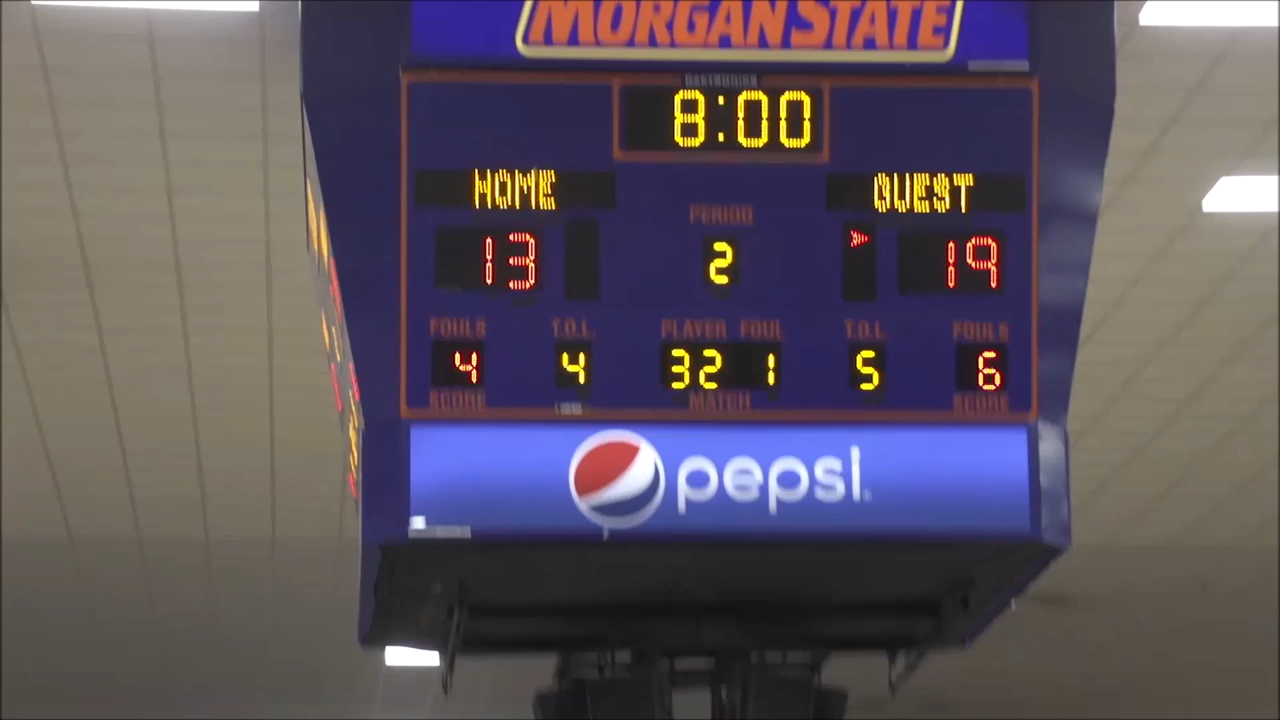 MORGAN STATE
DAKTRONICS
8:00
HOME
GUEST
PERIOD
13
2
19
FOULS
T.O.L.
PLAYER FOUL
T.O.L.
FOULS
4
4
32 1
5
6
SCORE
MATCH
SCORE
pepsi